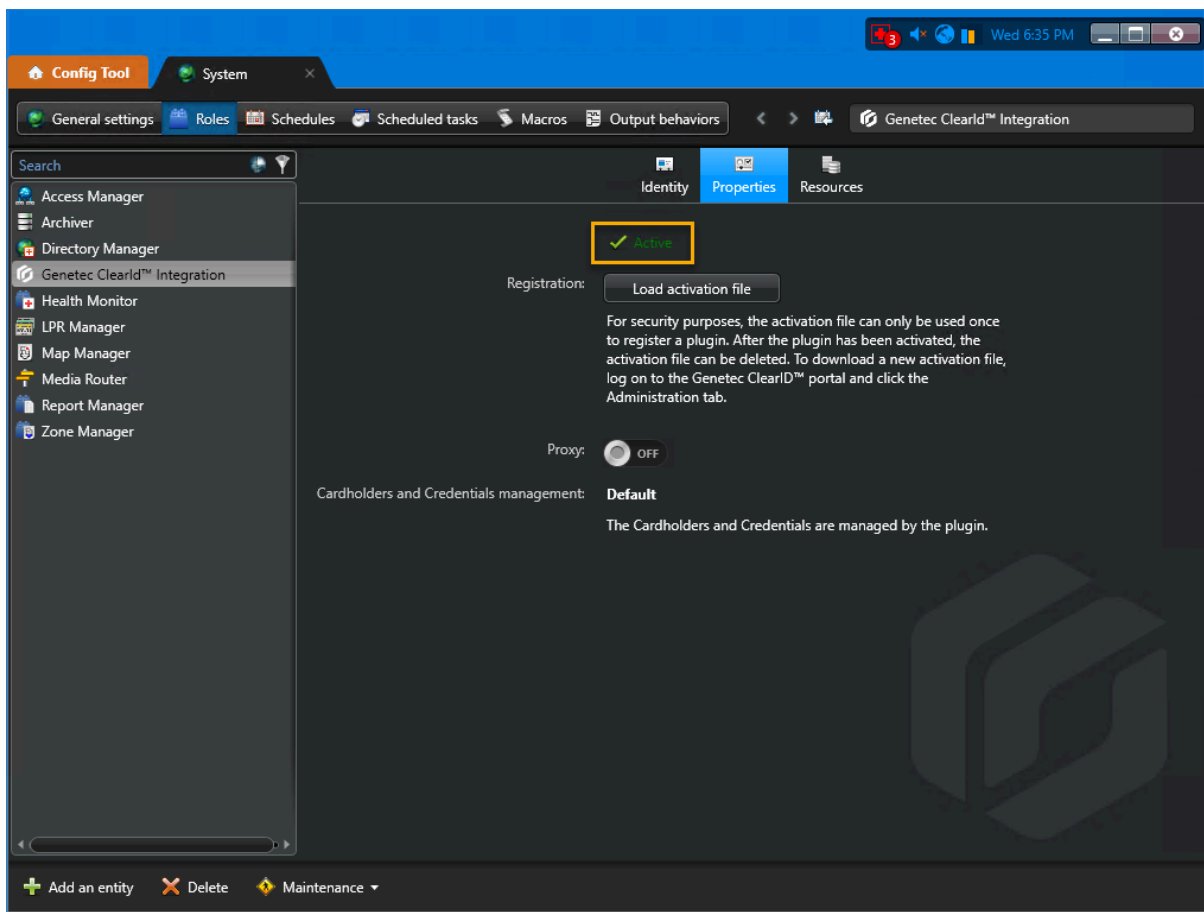 3
Wed 6:35 PM
Config Tool
System
General settings
Roles
Schedules
Scheduled tasks
Macros
Output behaviors
Genetec ClearId™ Integration
Search
Access Manager
Archiver
Directory Manager
Genetec ClearId™ Integration
Health Monitor
LPR Manager
Map Manager
Media Router
Report Manager
Zone Manager
Identity
Properties
Resources
Active
Registration:
Load activation file
For security purposes, the activation file can only be used once
to register a plugin. After the plugin has been activated, the
activation file can be deleted. To download a new activation file,
log on to the Genetec ClearID™ portal and click the
Administration tab.
Proxy:
OFF
Cardholders and Credentials management:
Default
The Cardholders and Credentials are managed by the plugin.
Add an entity
Delete
Maintenance